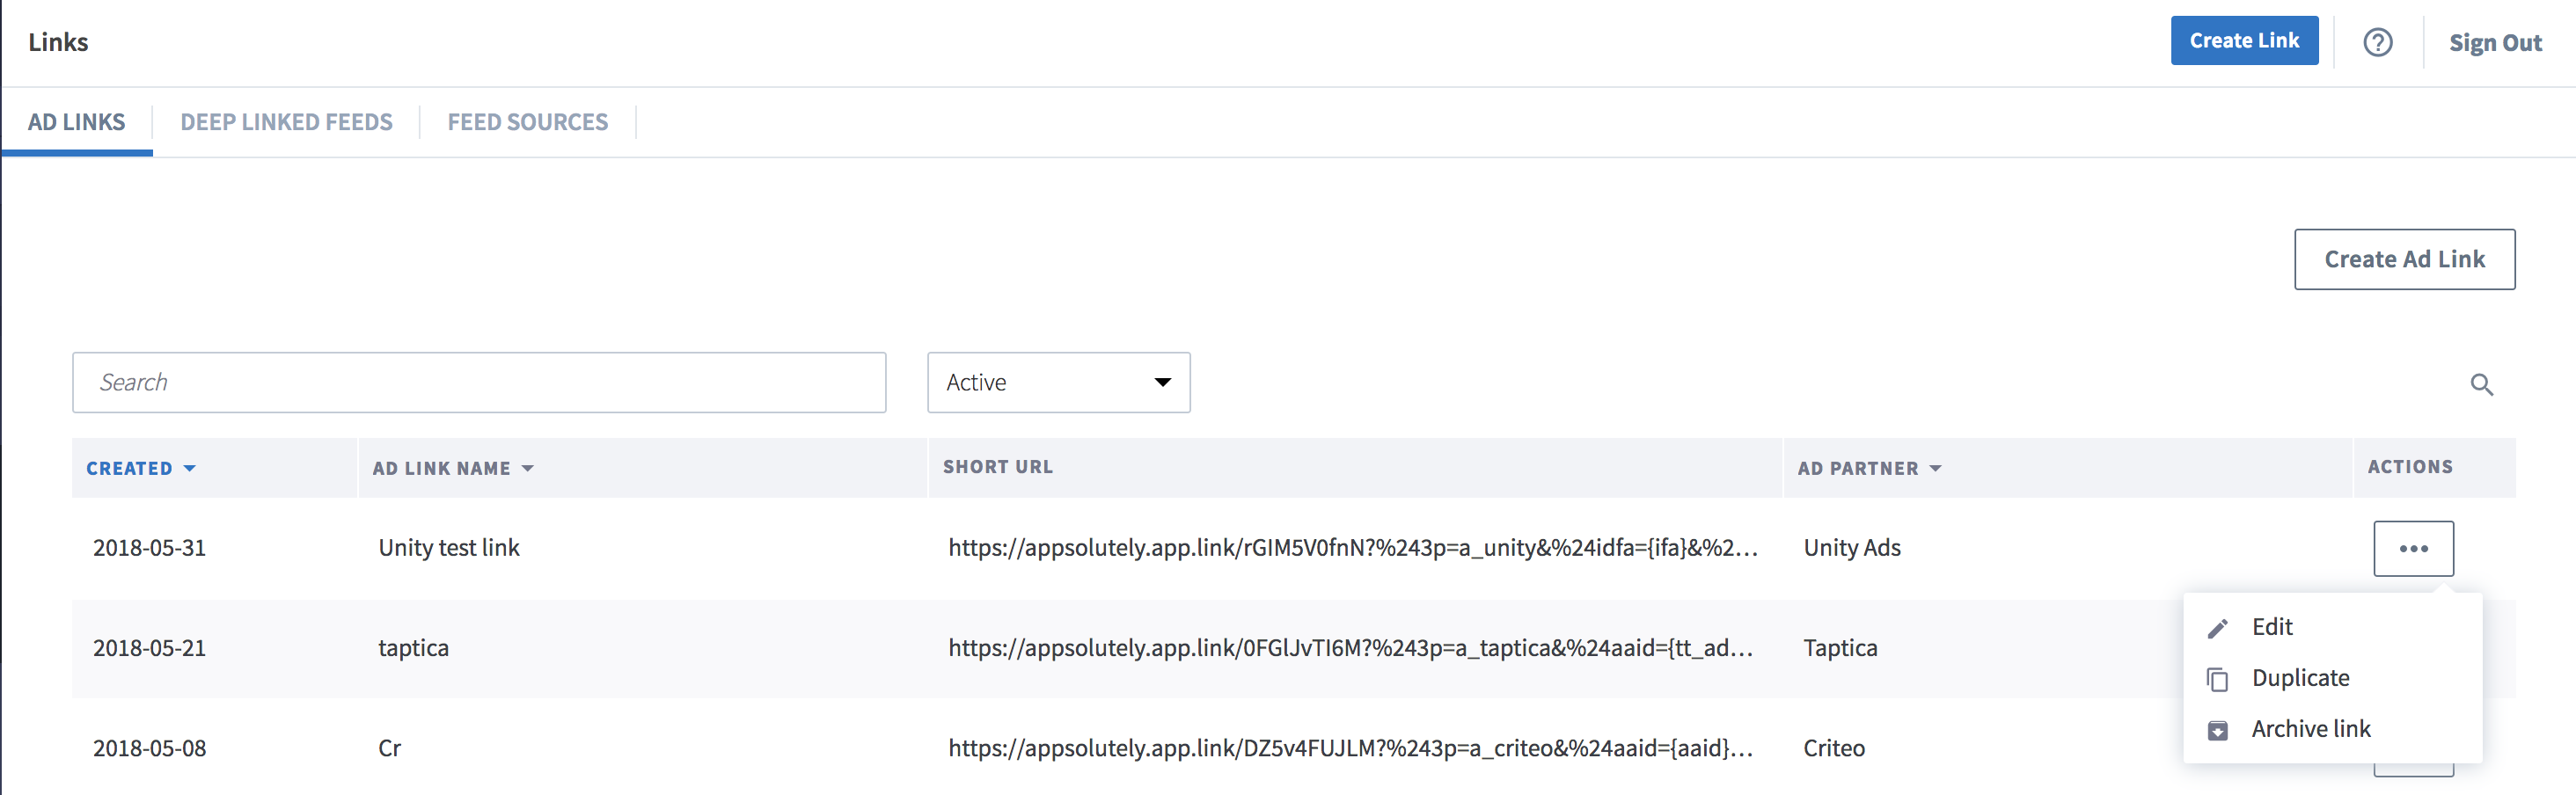 Links
Create Link
Sign Out
AD LINKS
DEEP LINKED FEEDS
FEED SOURCES
Create Ad Link
Search
Active
CREATED
AD LINK NAME
SHORT URL
AD PARTNER
ACTIONS
2018-05-31
Unity test link
https://appsolutely.app.link/rGIM5V0fnN?%243p=a_unity&%24idfa={ifa}&%2...
Unity Ads
2018-05-21
taptica
https://appsolutely.app.link/0FGlJvTI6M?%243p=a_taptica&%24aaid={tt_ad...
Taptica
2018-05-08
Cr
https://appsolutely.app.link/DZ5v4FUJLM?%243p=a_criteo&%24aaid={aaid}...
Criteo
Edit
Duplicate
Archive link